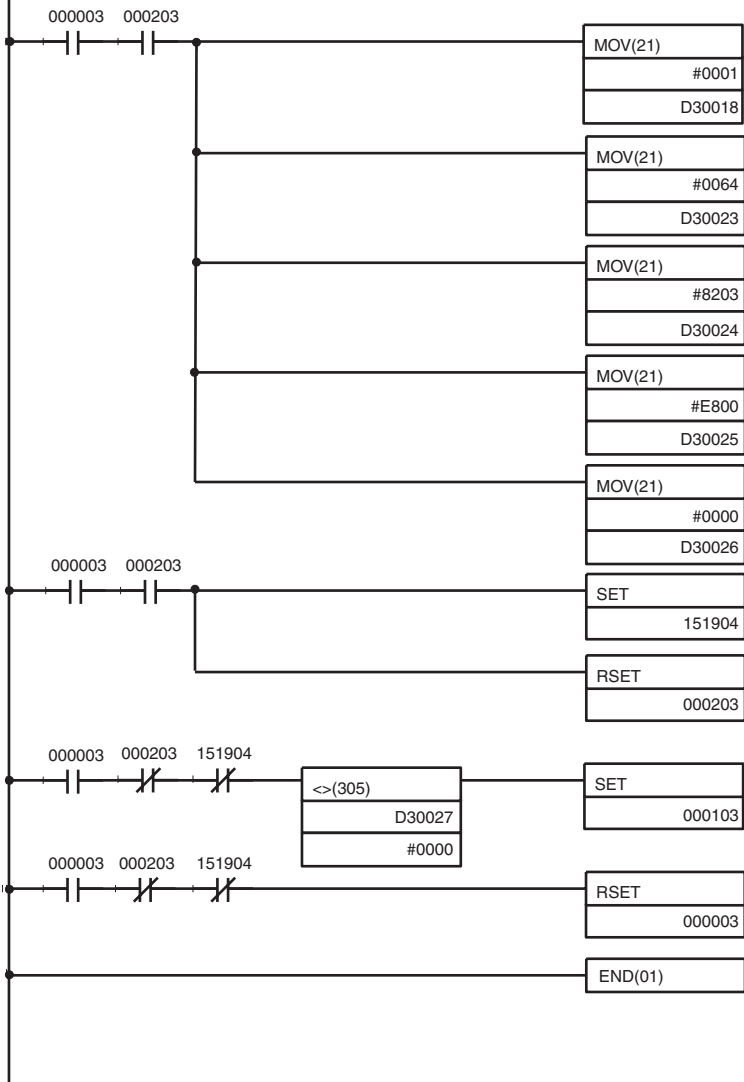 000003 000203
MOV(21)
#0001
D30018
MOV(21)
#0064
D30023
MOV(21)
#8203
D30024
MOV(21)
#E800
D30025
MOV(21)
#0000
D30026
000003 000203
SET
151904
RSET
000203
000003 000203 151904
<>(305)
D30027
#0000
SET
000103
000003 000203 151904
RSET
000003
END(01)